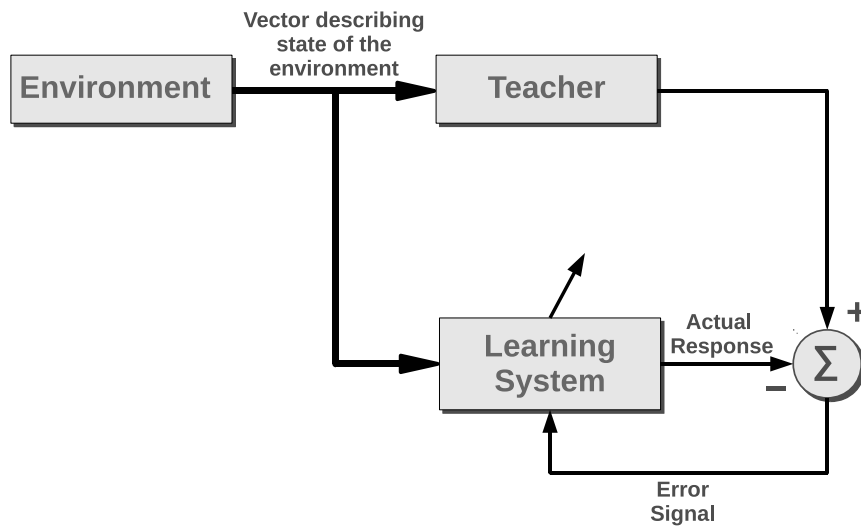 Vector describing
state of the
environment
Environment
Teacher
+
Learning
System
Actual
Response
Σ
−
Error
Signal